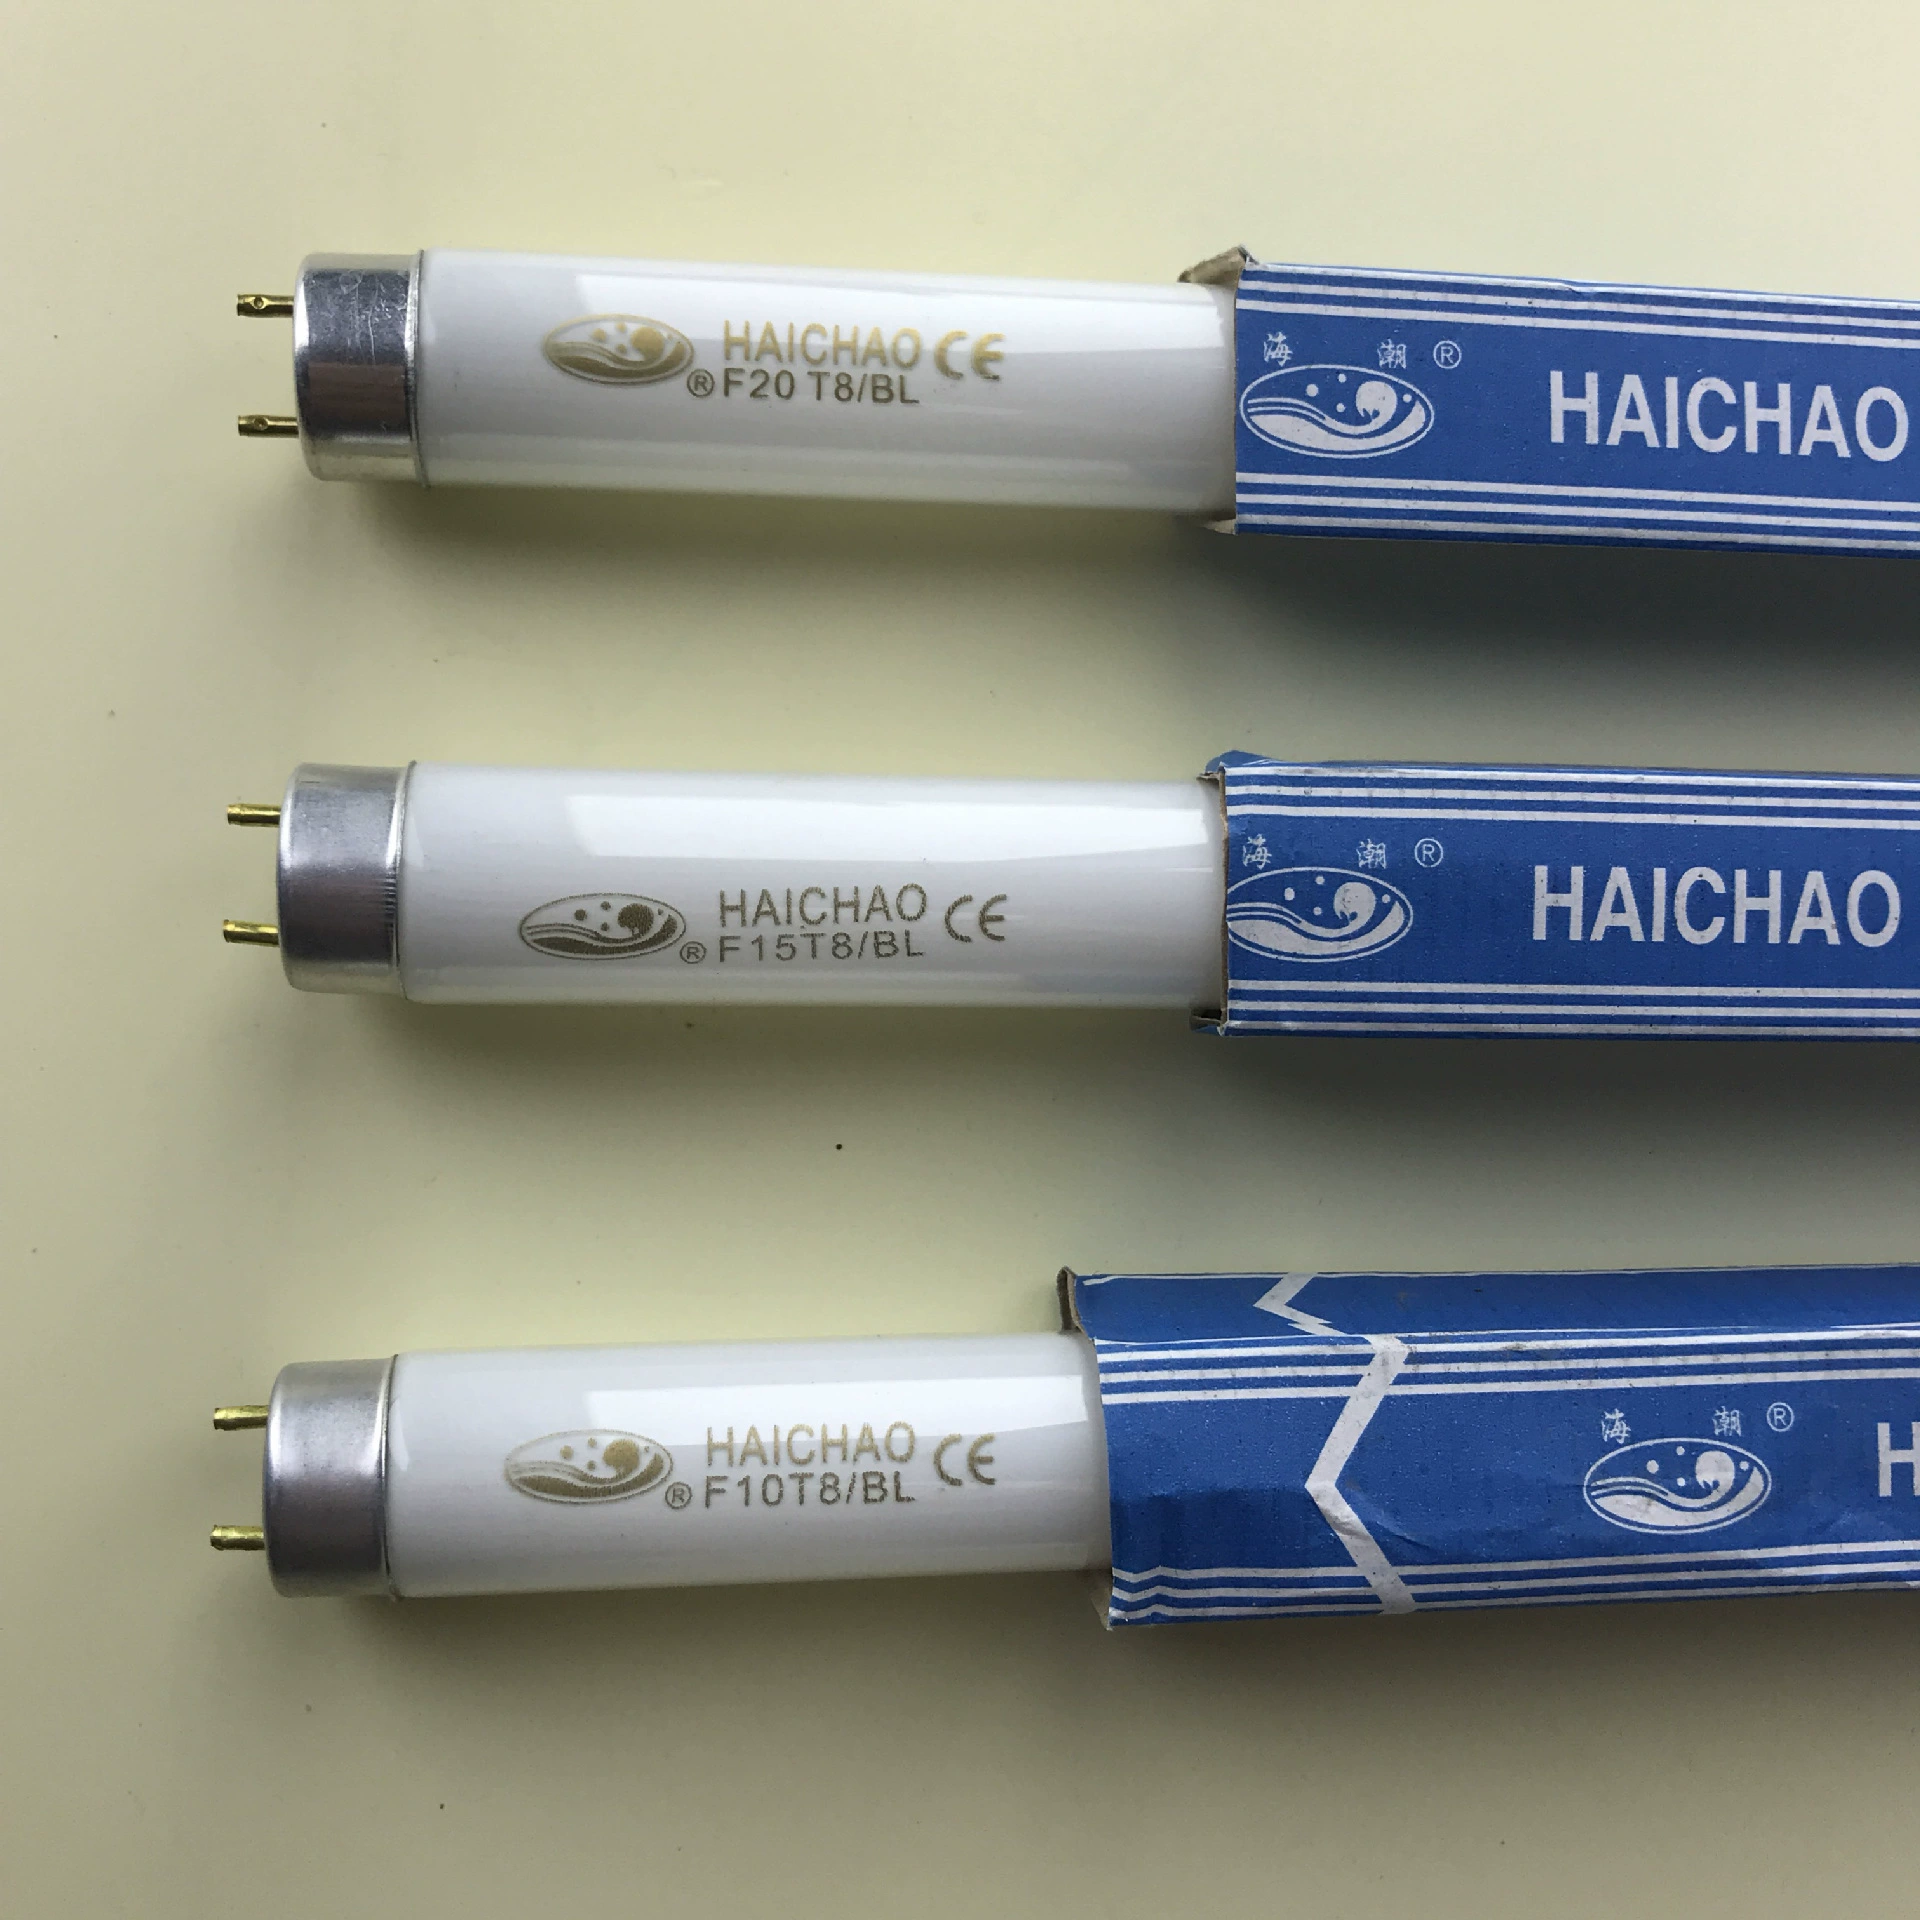 HAICHAO CE
® F20 T8/BL
海 潮 ®
HAICHAO
HAICHAO CE
® F15T8/BL
海 潮 ®
HAICHAO
HAICHAO CE
® F10T8/BL
海 潮 ®
H